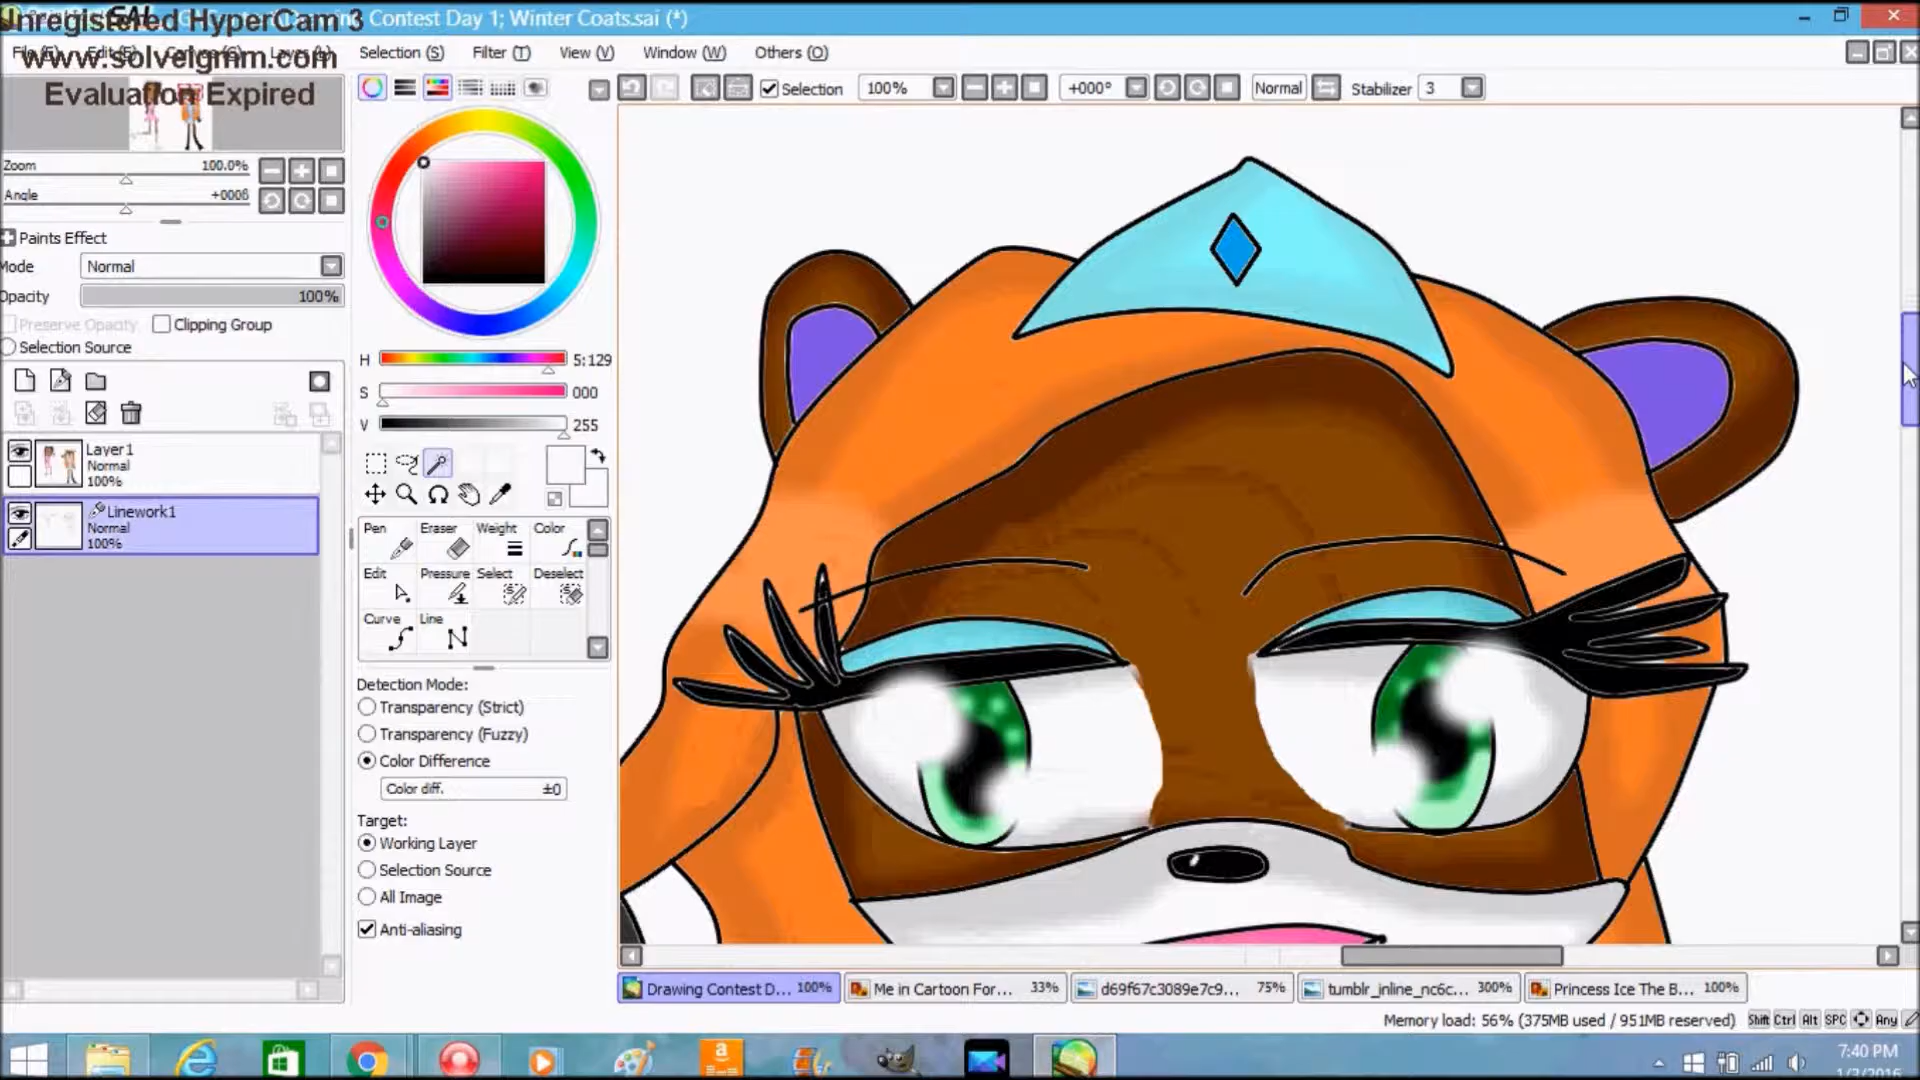 Unregistered HyperCam 3
Contest Day 1; Winter Coats.sai (*)
www.solveigmm.com
Evaluation Expired
Selection (S) Filter (T) View (V) Window (W) Others (O)
Selection 100% +000° Normal Stabilizer 3
Zoom 100.0%
Angle +000ß
Paints Effect
Mode Normal
Opacity 100%
Preserve Opacity Clipping Group
Selection Source
H 5:129
S 000
V 255
Layer1
Normal
100%
Linework1
Normal
100%
Pen Eraser Weight Color
Edit Pressure Select Deselect
Curve Line
Detection Mode:
Transparency (Strict)
Transparency (Fuzzy)
Color Difference
Color diff. ±0
Target:
Working Layer
Selection Source
All Image
Anti-aliasing
Drawing Contest D... 100% Me in Cartoon For... 33% d69f67c3089e7c9... 75% tumblr_inline_nc6c... 300% Princess Ice The B... 100%
Memory load: 56% (375MB used / 951MB reserved) Shift Ctrl Alt SPC Any
7:40 PM